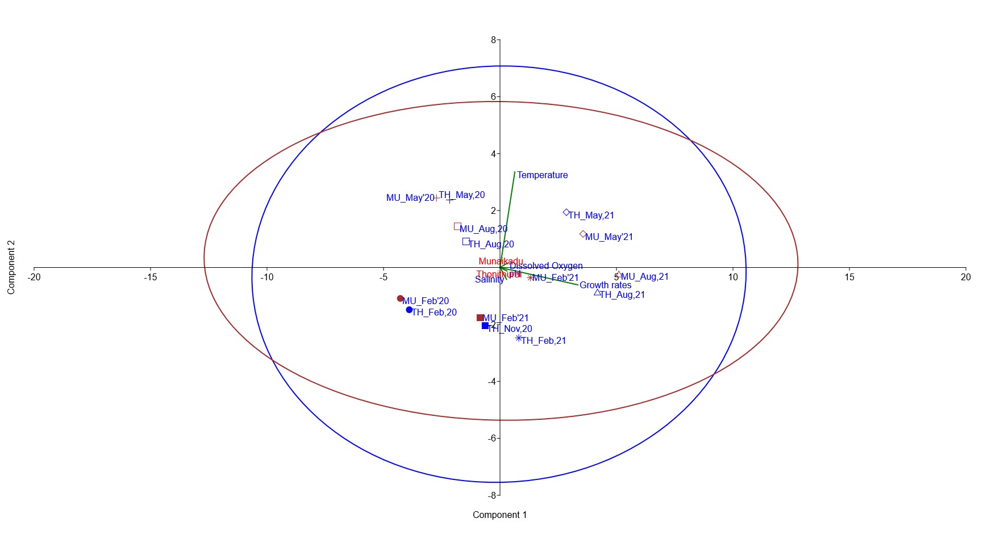 8
6
4
Temperature
MU_May'20
TH_May,20
2
TH_May,21
MU_Aug,20
MU_May'21
TH_Aug,20
Component 2
Munaikadu
Dissolved Oxygen
Thonithurai
pH
Salinity
MU_Feb'21
MU_Aug,21
-20
-15
-10
-5
5
10
15
20
Growth rates
TH_Aug,21
MU_Feb'20
TH_Feb,20
MU_Feb'21
-2
TH_Nov,20
TH_Feb,21
-4
-6
-8
Component 1